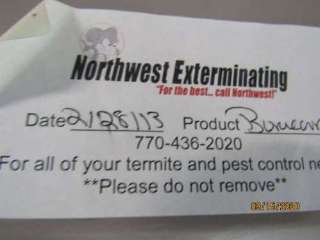 Northwest Exterminating
"For the best... call Northwest!"
Date 2/28/13 Product
770-436-2020
For all of your termite and pest control ne
**Please do not remove**